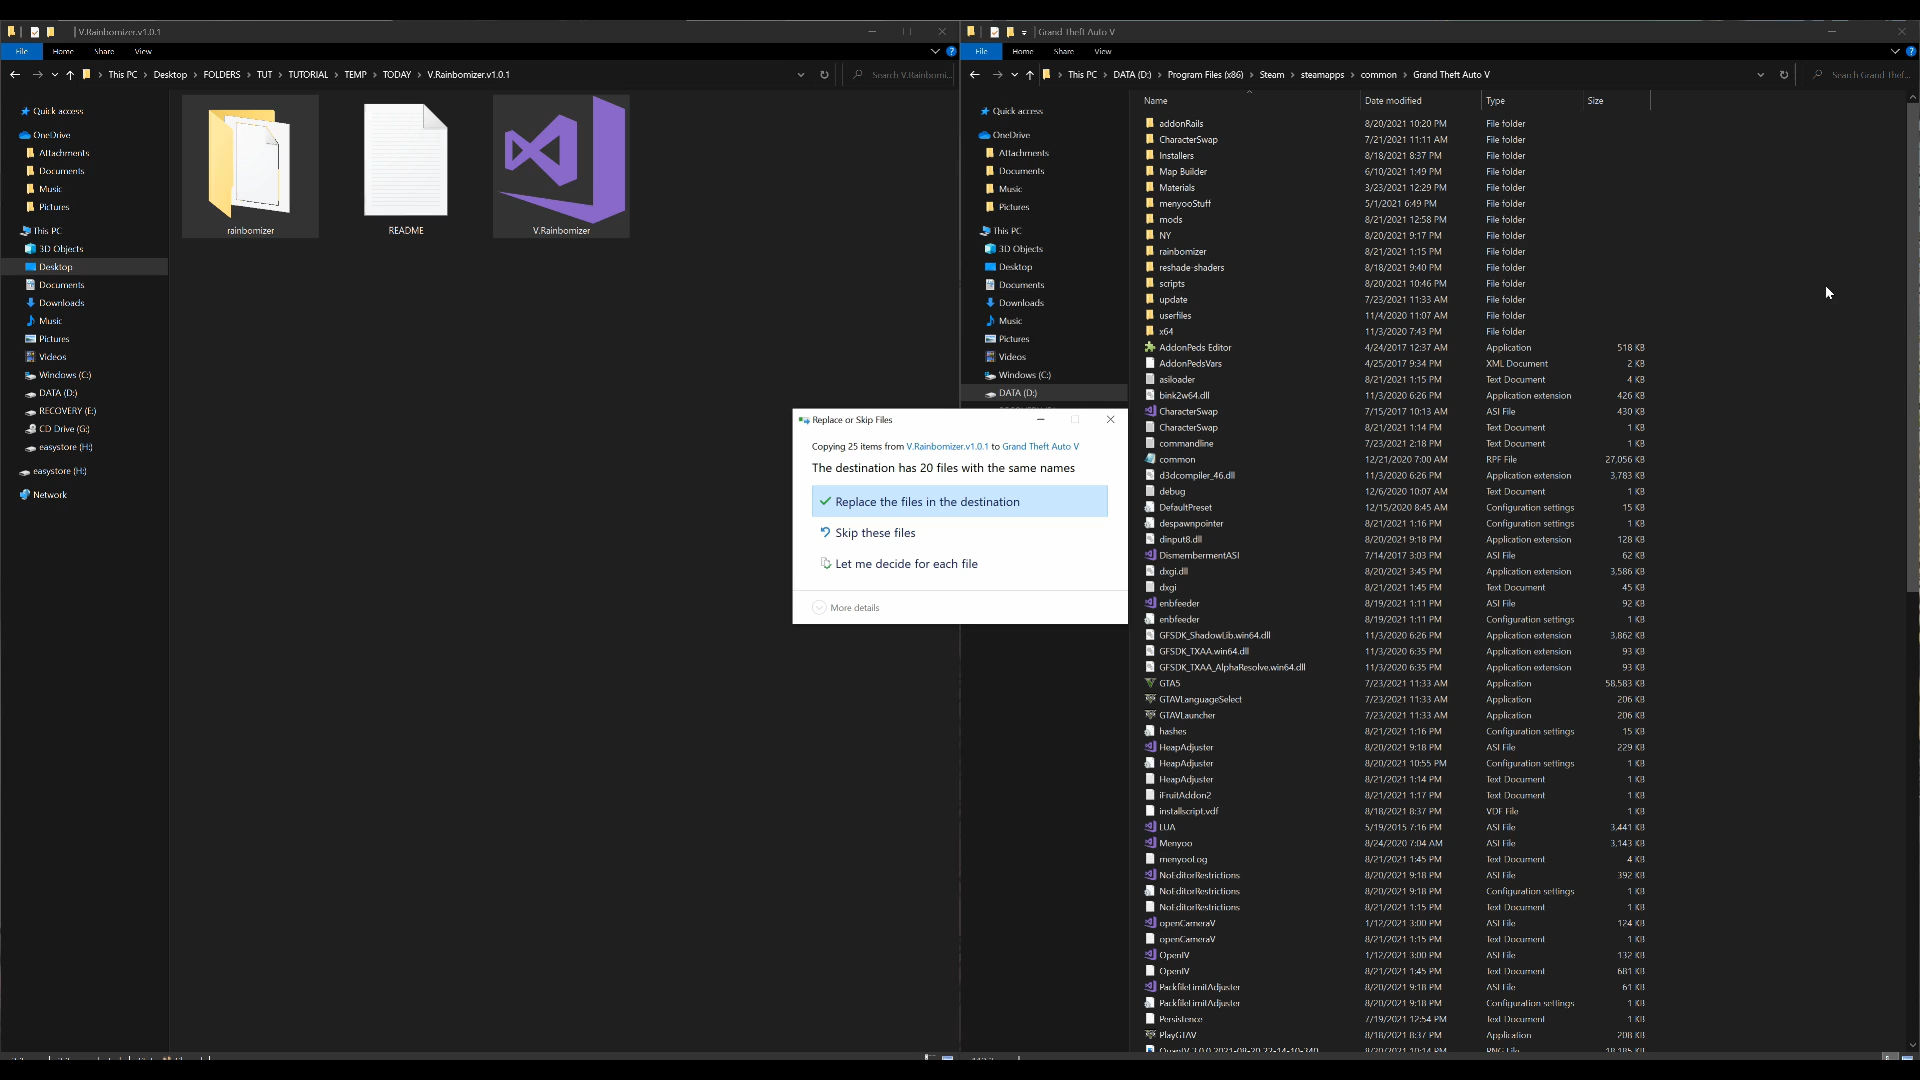 V.Rainbomizer.v1.0.1
File Home Share View
This PC > Desktop > FOLDERS > TUT > TUTORIAL > TEMP > TODAY > V.Rainbomizer.v1.0.1
Search V.Rainbomi...
Quick access
OneDrive
Attachments
Documents
Music
Pictures
This PC
3D Objects
Desktop
Documents
Downloads
Music
Pictures
Videos
Windows (C:)
DATA (D:)
RECOVERY (E:)
CD Drive (G:)
easystore (H:)
easystore (H:)
Network
rainbomizer
README
V.Rainbomizer
Replace or Skip Files
Copying 25 items from V.Rainbomizer.v1.0.1 to Grand Theft Auto V
The destination has 20 files with the same names
Replace the files in the destination
Skip these files
Let me decide for each file
More details
Grand Theft Auto V
File Home Share View
This PC > DATA (D:) > Program Files (x86) > Steam > steamapps > common > Grand Theft Auto V
Search Grand Thef...
Quick access
OneDrive
Attachments
Documents
Music
Pictures
This PC
3D Objects
Desktop
Documents
Downloads
Music
Pictures
Videos
Windows (C:)
DATA (D:)
Name Date modified Type Size
addonRails 8/20/2021 10:20 PM File folder
CharacterSwap 7/21/2021 11:11 AM File folder
Installers 8/18/2021 8:37 PM File folder
Map Builder 6/10/2021 1:49 PM File folder
Materials 3/23/2021 12:29 PM File folder
menyooStuff 5/1/2021 6:49 PM File folder
mods 8/21/2021 12:58 PM File folder
NY 8/20/2021 9:17 PM File folder
rainbomizer 8/21/2021 1:15 PM File folder
reshade-shaders 8/18/2021 9:40 PM File folder
scripts 8/20/2021 10:46 PM File folder
update 7/23/2021 11:33 AM File folder
userfiles 11/4/2020 11:07 AM File folder
x64 11/3/2020 7:43 PM File folder
AddonPeds Editor 4/24/2017 12:37 AM Application 518 KB
AddonPedsVars 4/25/2017 9:34 PM XML Document 2 KB
asiloader 8/21/2021 1:15 PM Text Document 4 KB
bink2w64.dll 11/3/2020 6:26 PM Application extension 426 KB
CharacterSwap 7/15/2017 10:13 AM ASI File 430 KB
CharacterSwap 8/21/2021 1:14 PM Text Document 1 KB
commandline 7/23/2021 2:18 PM Text Document 1 KB
common 12/21/2020 7:00 AM RPF File 27,056 KB
d3dcompiler_46.dll 11/3/2020 6:26 PM Application extension 3,783 KB
debug 12/6/2020 10:07 AM Text Document 1 KB
DefaultPreset 12/15/2020 8:45 AM Configuration settings 15 KB
despawnpointer 8/21/2021 1:16 PM Configuration settings 1 KB
dinput8.dll 8/20/2021 9:18 PM Application extension 128 KB
DismembermentASI 7/14/2017 3:03 PM ASI File 62 KB
dxgi.dll 8/20/2021 3:45 PM Application extension 3,586 KB
dxgi 8/21/2021 1:45 PM Text Document 45 KB
enbfeeder 8/19/2021 1:11 PM ASI File 92 KB
enbfeeder 8/19/2021 1:11 PM Configuration settings 1 KB
GFSDK_ShadowLib.win64.dll 11/3/2020 6:26 PM Application extension 3,862 KB
GFSDK_TXAA.win64.dll 11/3/2020 6:35 PM Application extension 93 KB
GFSDK_TXAA_AlphaResolve.win64.dll 11/3/2020 6:35 PM Application extension 93 KB
GTA5 7/23/2021 11:33 AM Application 58,583 KB
GTAVLanguageSelect 7/23/2021 11:33 AM Application 206 KB
GTAVLauncher 7/23/2021 11:33 AM Application 206 KB
hashes 8/21/2021 1:16 PM Configuration settings 15 KB
HeapAdjuster 8/20/2021 9:18 PM ASI File 229 KB
HeapAdjuster 8/20/2021 10:55 PM Configuration settings 1 KB
HeapAdjuster 8/21/2021 1:14 PM Text Document 1 KB
iFruitAddon2 8/21/2021 1:17 PM Text Document 1 KB
installscript.vdf 8/18/2021 8:37 PM VDF File 1 KB
LUA 5/19/2015 7:16 AM ASI File 3,441 KB
Menyoo 8/24/2020 7:04 AM ASI File 3,143 KB
menyooLog 8/21/2021 1:45 PM Text Document 4 KB
NoEditorRestrictions 8/20/2021 9:18 PM ASI File 392 KB
NoEditorRestrictions 8/20/2021 9:18 PM Configuration settings 1 KB
NoEditorRestrictions 8/21/2021 1:15 PM Text Document 1 KB
openCameraV 1/12/2021 3:00 PM ASI File 124 KB
openCameraV 8/21/2021 1:15 PM Text Document 1 KB
OpenIV 1/12/2021 3:00 PM ASI File 132 KB
OpenIV 8/21/2021 1:45 PM Text Document 681 KB
PackfileLimitAdjuster 8/20/2021 9:18 PM ASI File 61 KB
PackfileLimitAdjuster 8/20/2021 9:18 PM Configuration settings 1 KB
Persistence 7/19/2021 12:54 PM Text Document 1 KB
PlayGTAV 8/18/2021 8:37 PM Application 208 KB